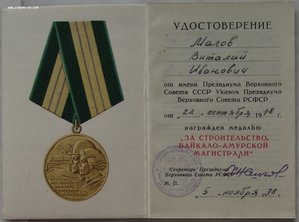 УДОСТОВЕРЕНИЕ
Магов
Виталий
Иванович
от имени Президиума Верховного
Совета СССР Указом Президиума
Верховного Совета РСФСР
от „22" сентября 1978 г.
награжден медалью
"ЗА СТРОИТЕЛЬСТВО
БАЙКАЛО-АМУРСКОЙ
МАГИСТРАЛИ"
Секретарь Президиума
Верховного Совета РСФСР
М. П.
5 ноября 78.